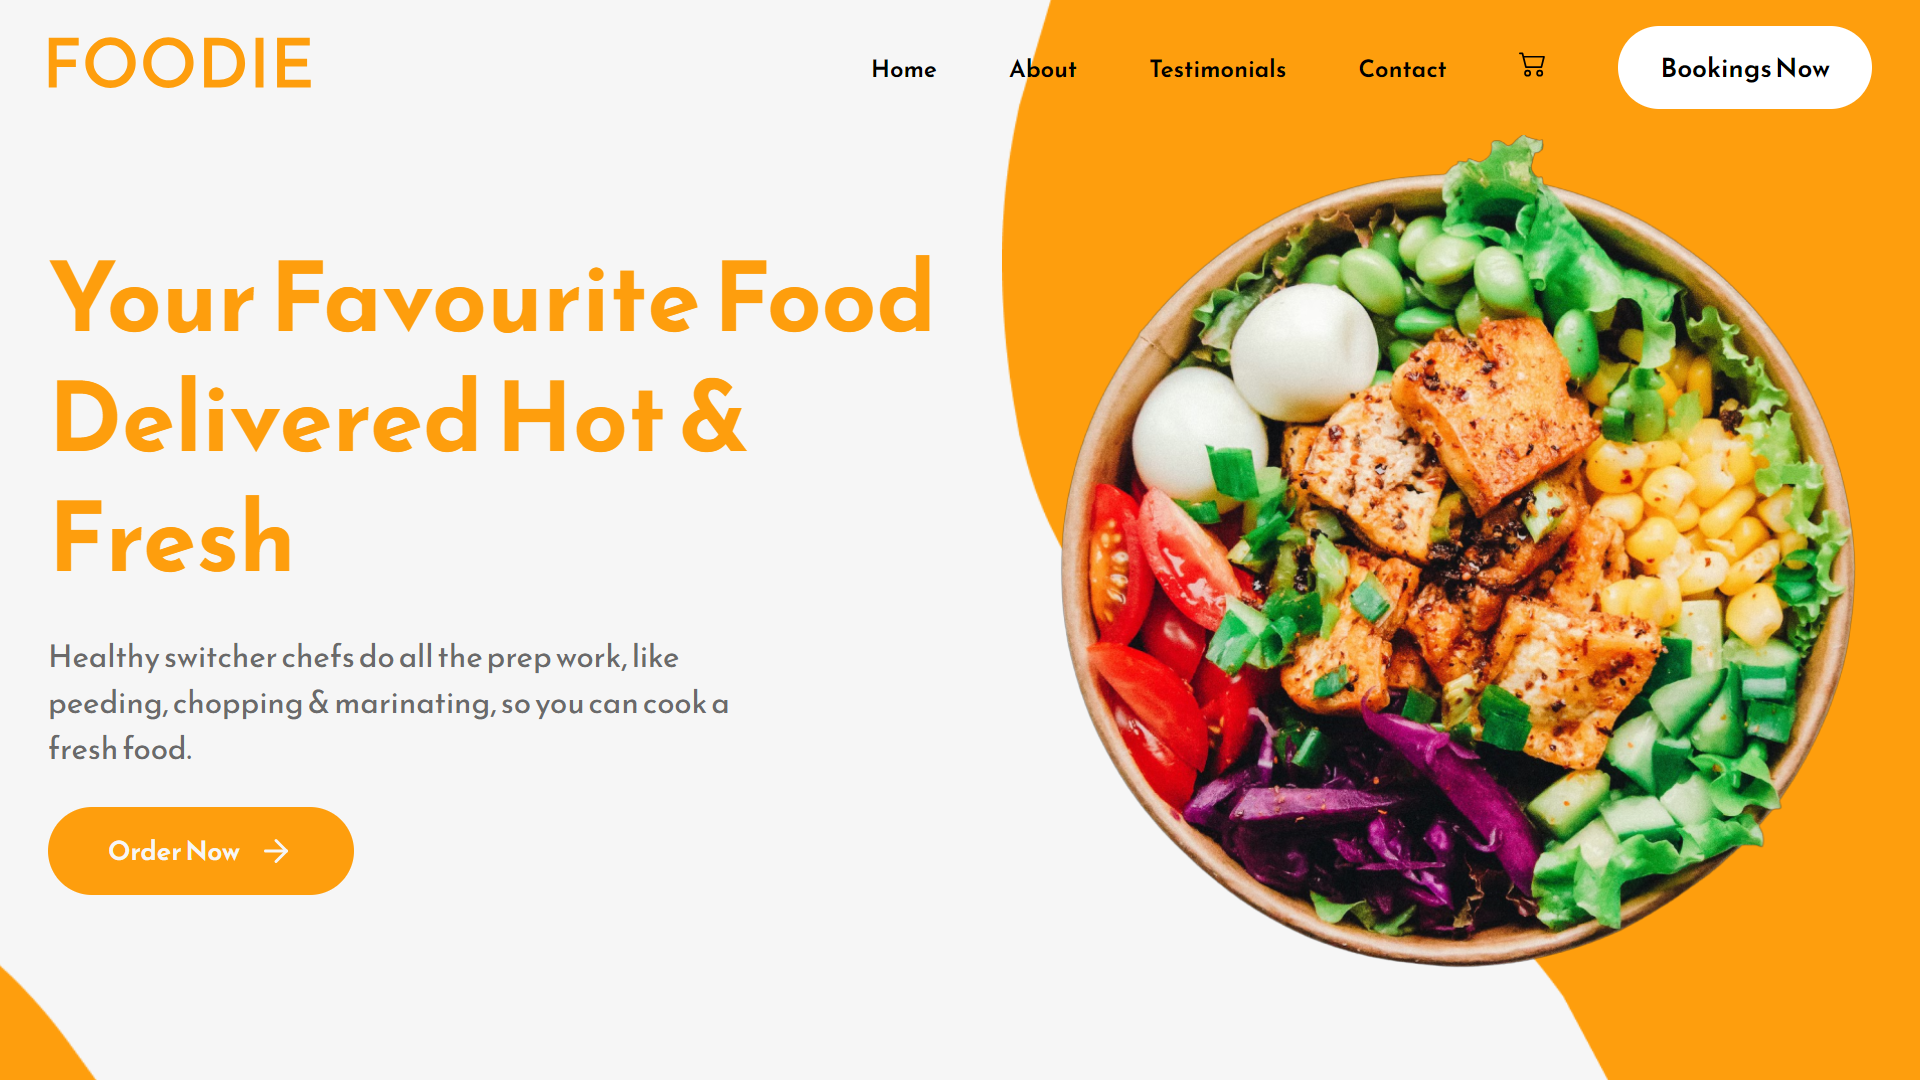 FOODIE
Home About Testimonials Contact Bookings Now
Your Favourite Food
Delivered Hot &
Fresh
Healthy switcher chefs do all the prep work, like
peeding, chopping & marinating, so you can cook a
fresh food.
Order Now